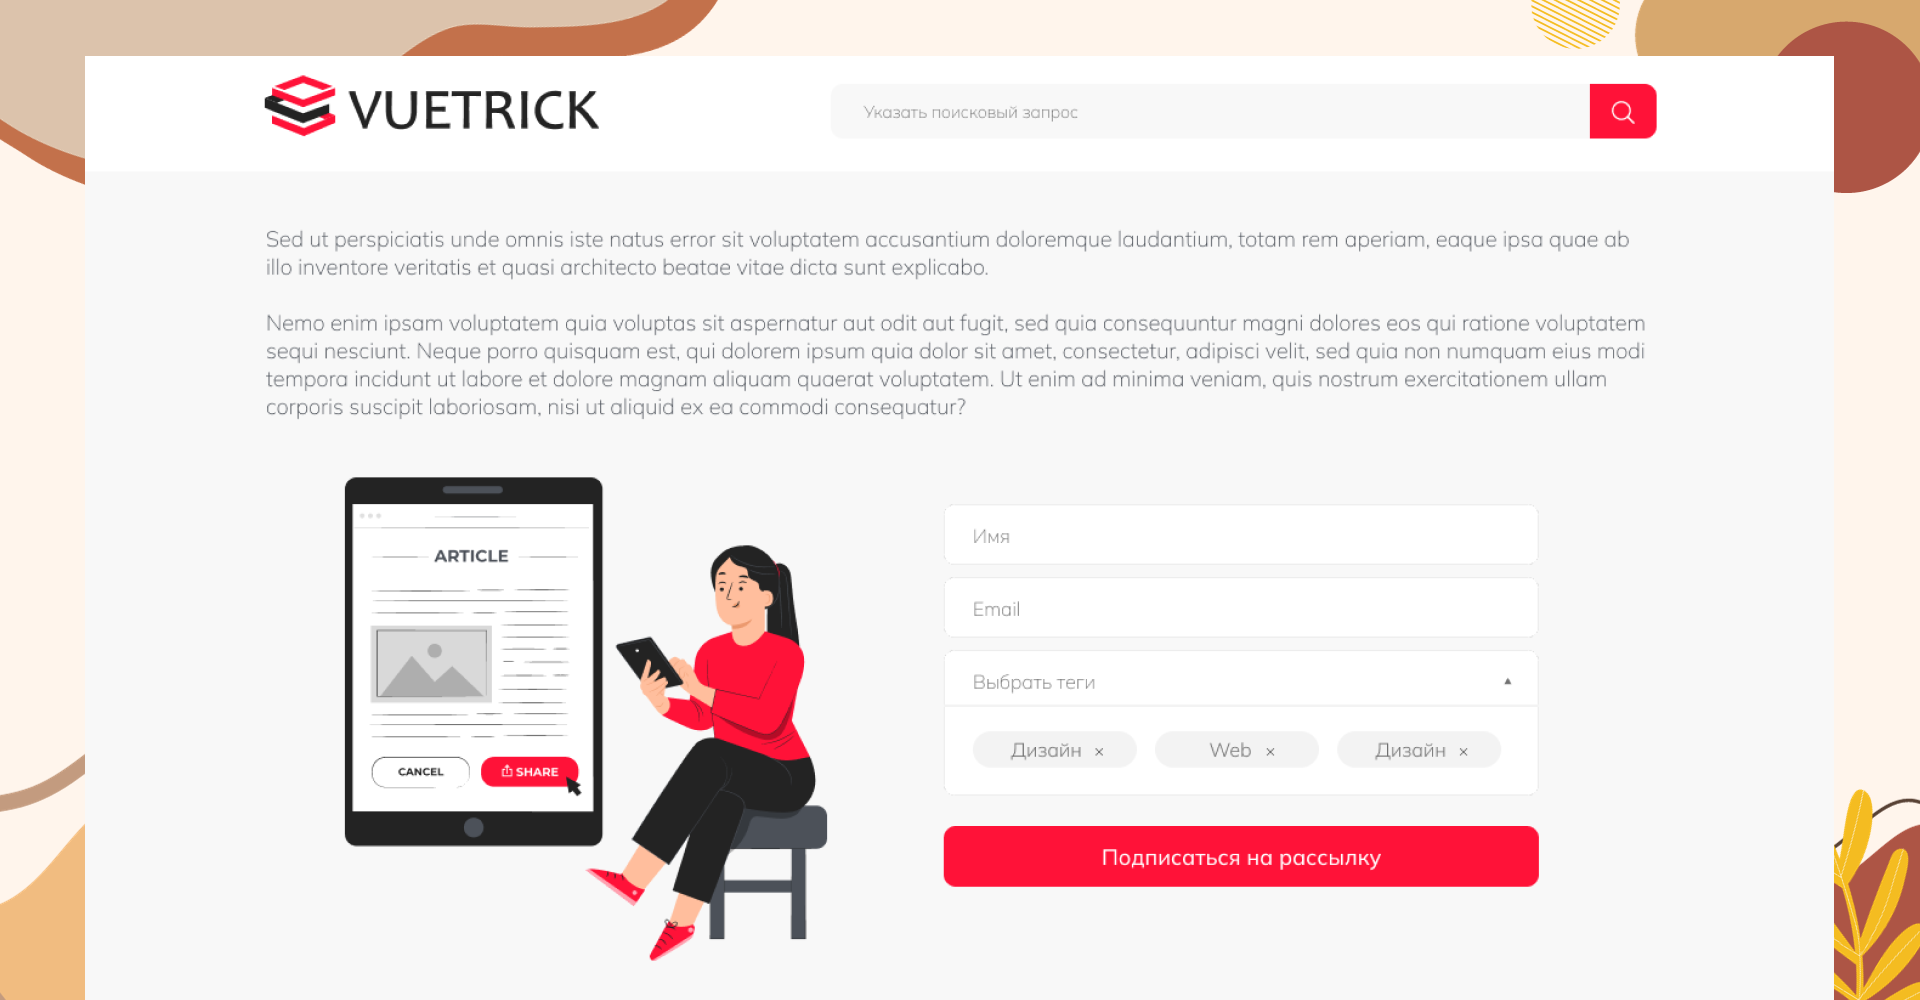 VUETRICK
Указать поисковый запрос
Sed ut perspiciatis unde omnis iste natus error sit voluptatem accusantium doloremque laudantium, totam rem aperiam, eaque ipsa quae ab
illo inventore veritatis et quasi architecto beatae vitae dicta sunt explicabo.
Nemo enim ipsam voluptatem quia voluptas sit aspernatur aut odit aut fugit, sed quia consequuntur magni dolores eos qui ratione voluptatem
sequi nesciunt. Neque porro quisquam est, qui dolorem ipsum quia dolor sit amet, consectetur, adipisci velit, sed quia non numquam eius modi
tempora incidunt ut labore et dolore magnam aliquam quaerat voluptatem. Ut enim ad minima veniam, quis nostrum exercitationem ullam
corporis suscipit laboriosam, nisi ut aliquid ex ea commodi consequatur?
ARTICLE
CANCEL
SHARE
Имя
Email
Выбрать теги
Дизайн × Web × Дизайн ×
Подписаться на рассылку